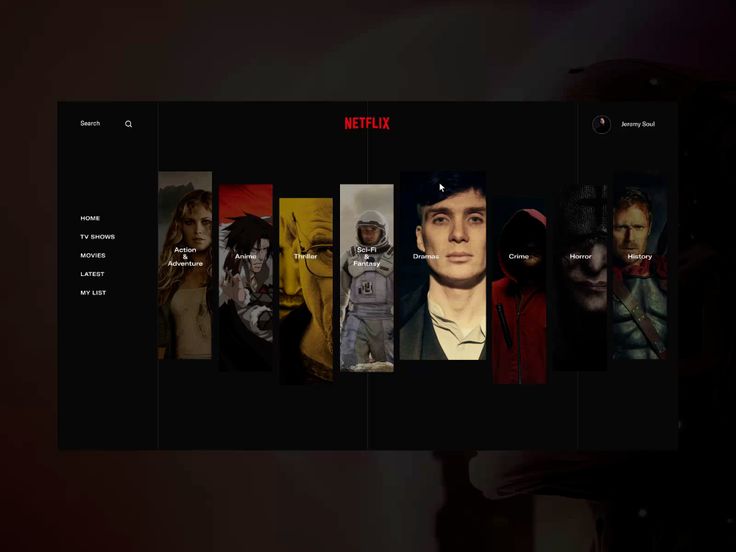 Search
NETFLIX
Jeramy Soul
HOME
TV SHOWS
MOVIES
LATEST
MY LIST
Action
&
Adventure
Anime
Thriller
Sci-Fi
&
Fantasy
Dramas
Crime
Horror
History